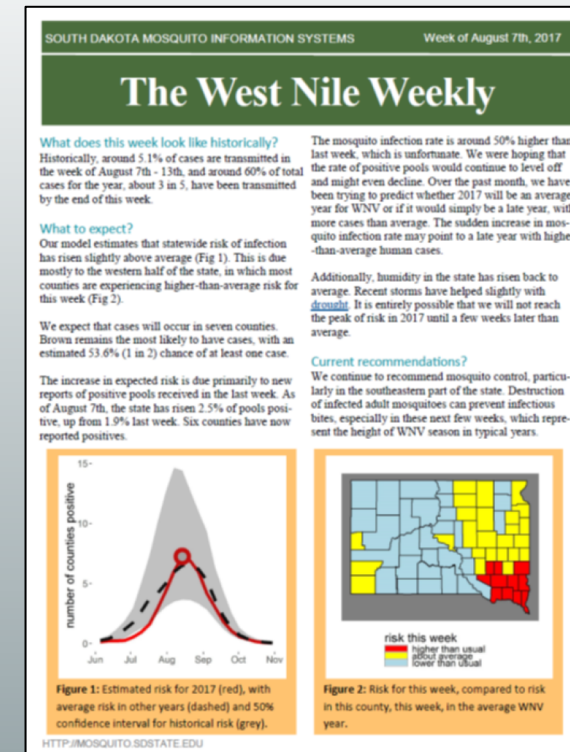 SOUTH DAKOTA MOSQUITO INFORMATION SYSTEMS
Week of August 7th, 2017
The West Nile Weekly
What does this week look like historically?
Historically, around 5.1% of cases are transmitted in
the week of August 7th - 13th, and around 60% of total
cases for the year, about 3 in 5, have been transmitted
by the end of this week.
What to expect?
Our model estimates that statewide risk of infection
has risen slightly above average (Fig 1). This is due
mostly to the western half of the state, in which most
counties are experiencing higher-than-average risk for
this week (Fig 2).
We expect that cases will occur in seven counties.
Brown remains the most likely to have cases, with an
estimated 53.6% (1 in 2) chance of at least one case.
The increase in expected risk is due primarily to new
reports of positive pools received in the last week. As
of August 7th, the state has risen 2.5% of pools posi-
tive, up from 1.9% last week. Six counties have now
reported positives.
The mosquito infection rate is around 50% higher than
last week, which is unfortunate. We were hoping that
the rate of positive pools would continue to level off
and might even decline. Over the past month, we have
been trying to predict whether 2017 will be an average
year for WNV or if it would simply be a late year, with
more cases than average. The sudden increase in mos-
quito infection rate may point to a late year with higher
-than-average human cases.
Additionally, humidity in the state has risen back to
average. Recent storms have helped slightly with
drought. It is entirely possible that we will not reach
the peak of risk in 2017 until a few weeks later than
average.
Current recommendations?
We continue to recommend mosquito control, particu-
larly in the southeastern part of the state. Destruction
of infected adult mosquitoes can prevent infectious
bites, especially in these next few weeks, which repre-
sent the height of WNV season in typical years.
number of counties positive
15-
10-
5-
0-
Jun Jul Aug Sep Oct Nov
Figure 1: Estimated risk for 2017 (red), with
average risk in other years (dashed) and 50%
confidence interval for historical risk (grey).
risk this week
higher than usual
about average
lower than usual
Figure 2: Risk for this week, compared to risk
in this county, this week, in the average WNV
year.
HTTP://MOSQUITO.SDSTATE.EDU